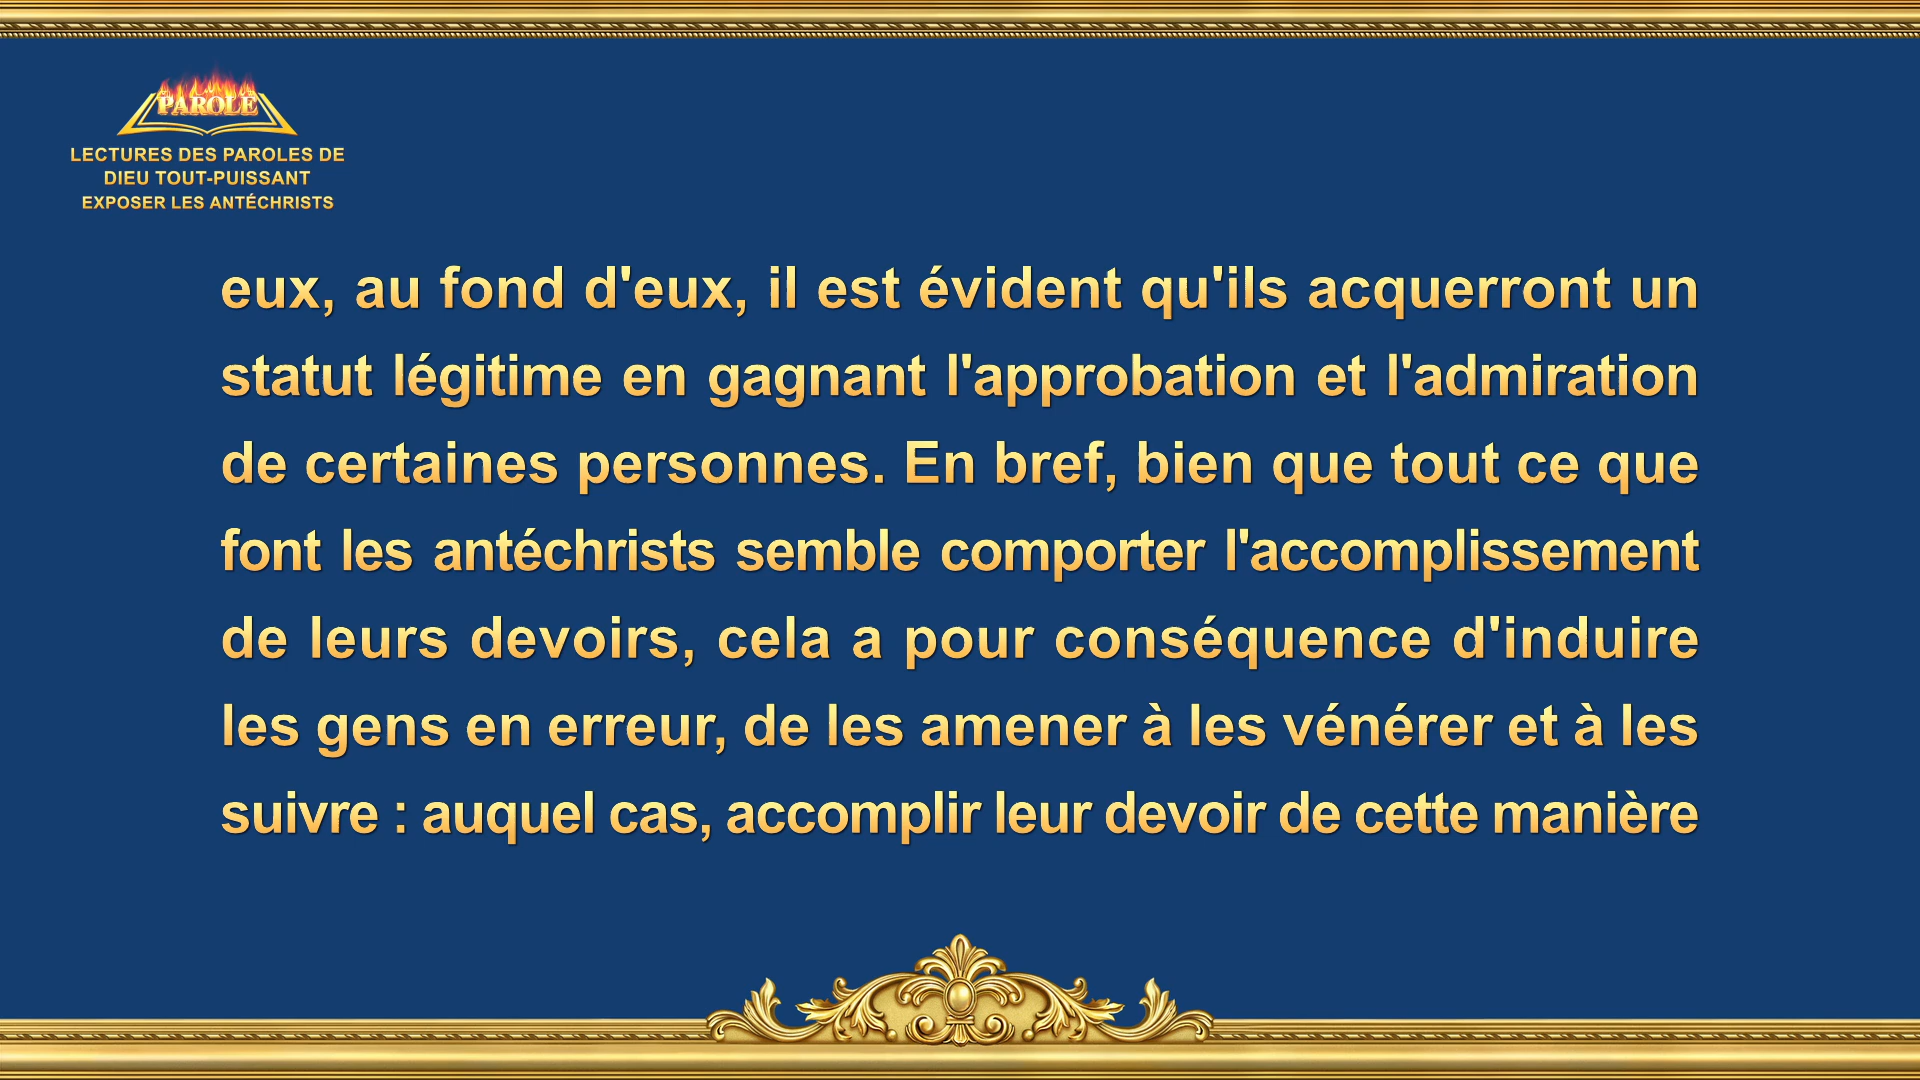 PAROLE
LECTURES DES PAROLES DE
DIEU TOUT-PUISSANT
EXPOSER LES ANTÉCHRISTS
eux, au fond d'eux, il est évident qu'ils acquerront un
statut légitime en gagnant l'approbation et l'admiration
de certaines personnes. En bref, bien que tout ce que
font les antéchrists semble comporter l'accomplissement
de leurs devoirs, cela a pour conséquence d'induire
les gens en erreur, de les amener à les vénérer et à les
suivre : auquel cas, accomplir leur devoir de cette manière